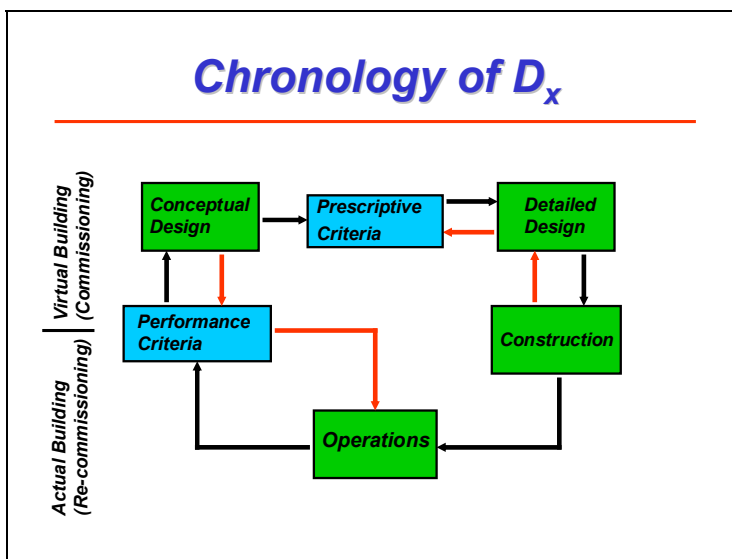 Chronology of Dx
Virtual Building
(Commissioning)
Actual Building
(Re-commissioning)
Conceptual
Design
Prescriptive
Criteria
Detailed
Design
Performance
Criteria
Construction
Operations